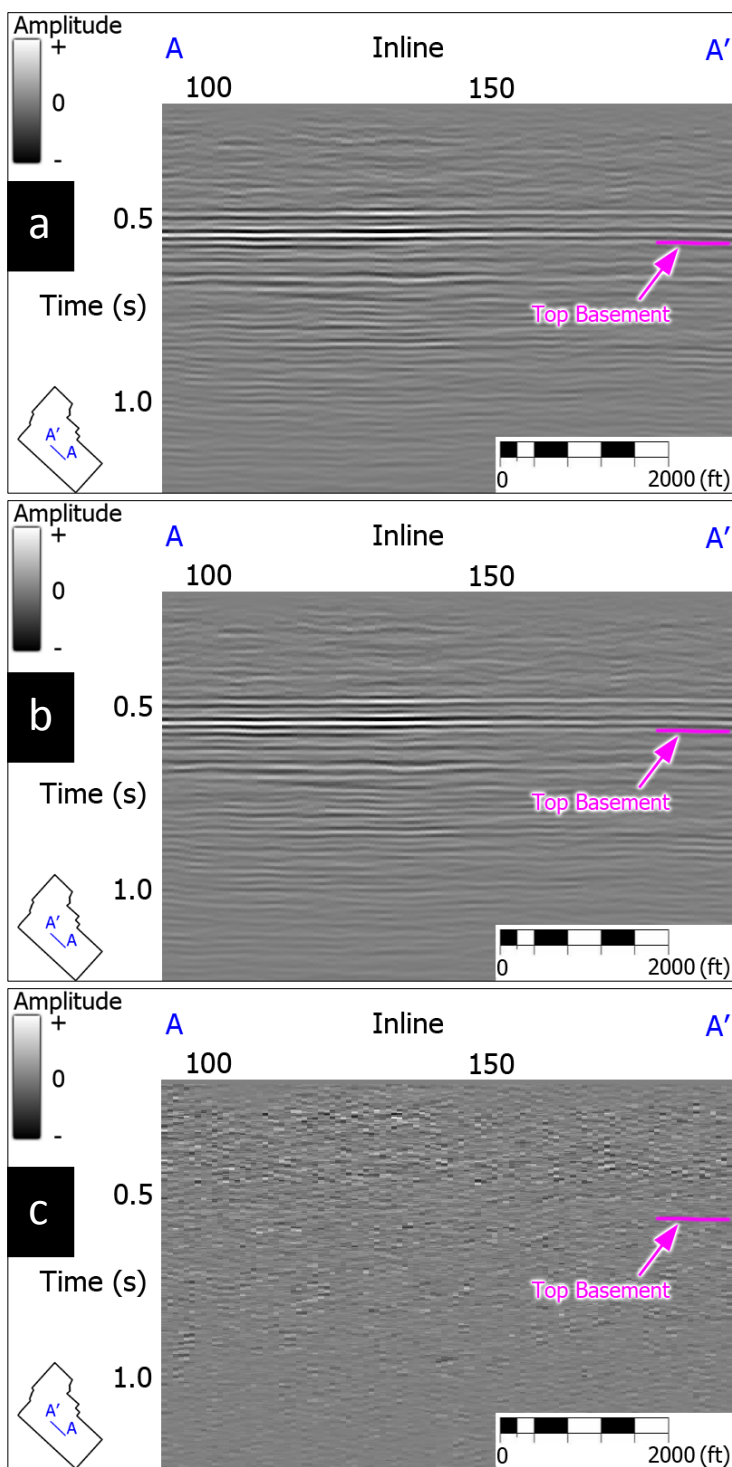 Amplitude
+
0
-
A Inline A′
100 150
a
0.5
Time (s)
1.0
Top Basement
A′
A
0 2000 (ft)
Amplitude
+
0
-
A Inline A′
100 150
b
0.5
Time (s)
1.0
Top Basement
A′
A
0 2000 (ft)
Amplitude
+
0
-
A Inline A′
100 150
c
0.5
Time (s)
1.0
Top Basement
A′
A
0 2000 (ft)